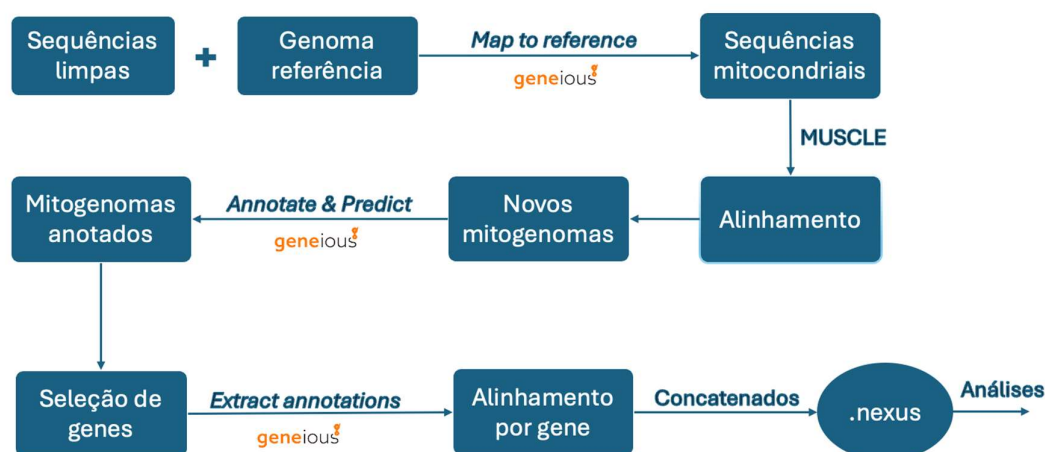 Sequências
limpas
+
Genoma
referência
Map to reference
geneious
Sequências
mitocondriais
MUSCLE
Mitogenomas
anotados
Annotate & Predict
geneious
Novos
mitogenomas
Alinhamento
Seleção de
genes
Extract annotations
geneious
Alinhamento
por gene
Concatenados
.nexus
Análises